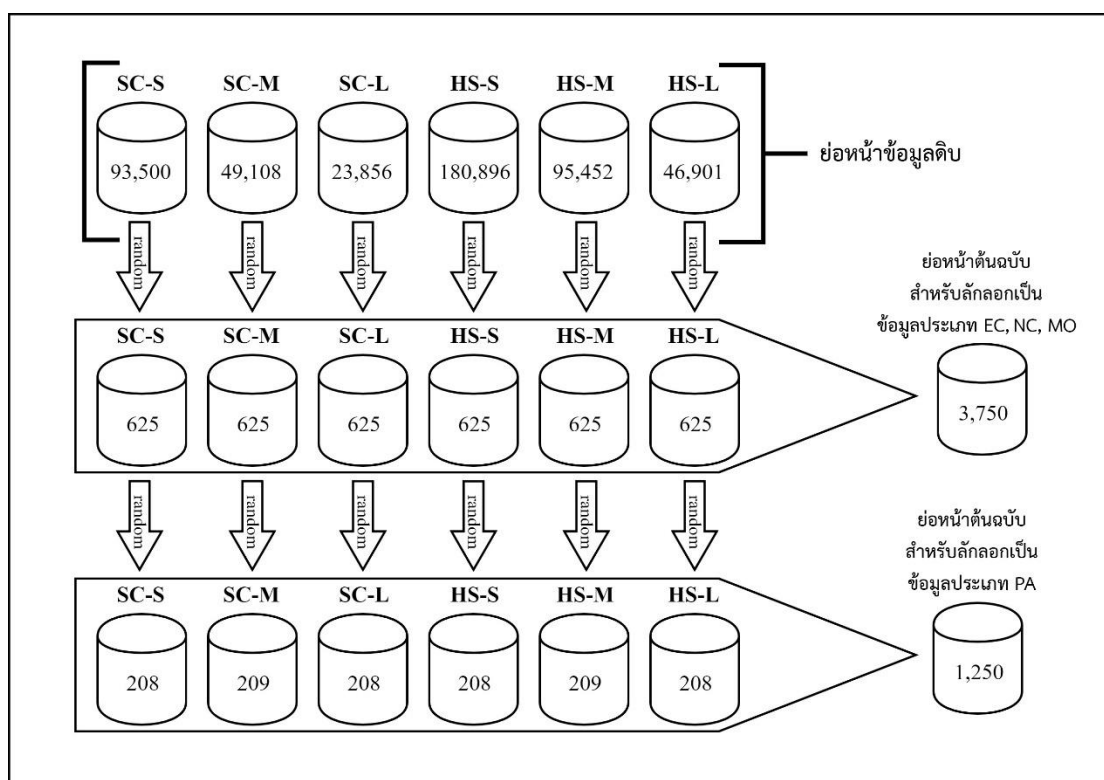 SC-S SC-M SC-L HS-S HS-M HS-L
93,500 49,108 23,856 180,896 95,452 46,901
ย่อหน้าข้อมูลดิบ
random random random random random random
ย่อหน้าต้นฉบับ
สำหรับลักลอกเป็น
ข้อมูลประเภท EC, NC, MO
SC-S SC-M SC-L HS-S HS-M HS-L
625 625 625 625 625 625
3,750
random random random random random random
ย่อหน้าต้นฉบับ
สำหรับลักลอกเป็น
ข้อมูลประเภท PA
SC-S SC-M SC-L HS-S HS-M HS-L
208 209 208 208 209 208
1,250